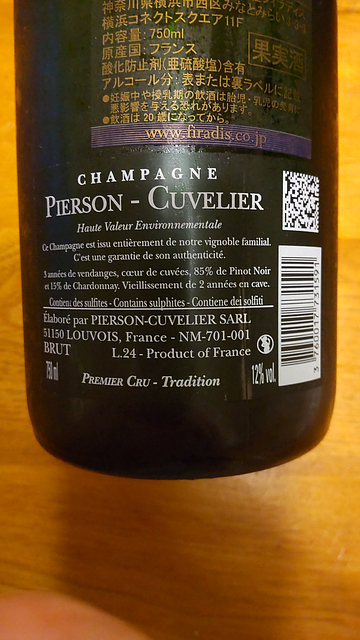 神奈川県横浜市西区みなとみらい
横浜コネクトスクエア11F
内容量:750ml
原産国:フランス
果実酒
酸化防止剤(亜硫酸塩)含有
アルコール分:表または裏ラベルに記載
●妊娠中や授乳期の飲酒は胎児・乳児の
悪影響を与える恐れがあります。
●飲酒は20歳になってから。
www.firadis.co.jp
CHAMPAGNE
PIERSON - CUVELIER
Haute Valeur Environnementale
Ce Champagne est issu entièrement de notre vignoble familial.
C'est une garantie de son authenticité.
3 années de vendanges, cœur de cuvées, 85% de Pinot Noir
et 15% de Chardonnay. Vieillissement de 2 années en cave.
Contient des sulfites - Contains sulphites - Contiene dei solfiti
Élaboré par PIERSON-CUVELIER SARL
51150 LOUVOIS, France - NM-701-001
BRUT L.24 - Product of France
750 ml
12% vol.
PREMIER CRU - Tradition
3 760017 731591